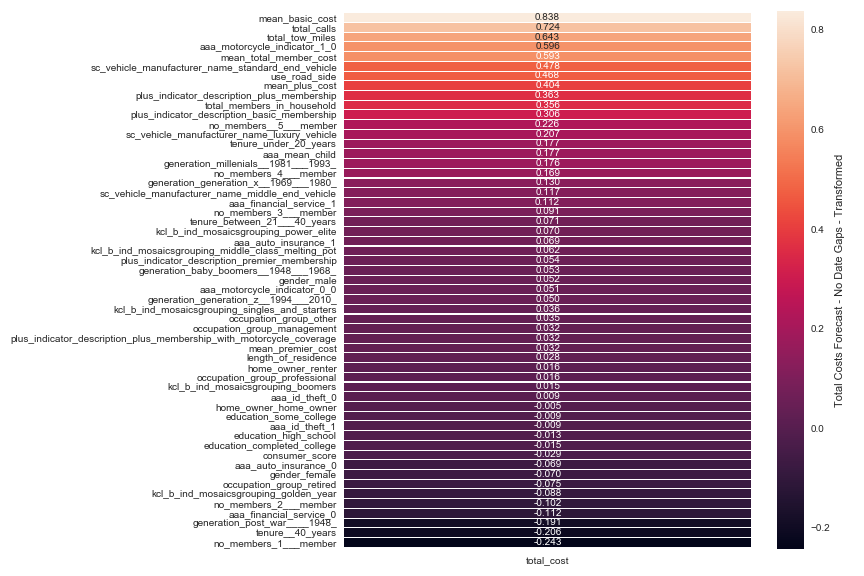 mean_basic_cost 0.838
total_calls 0.724
total_tow_miles 0.643
aaa_motorcycle_indicator_1_0 0.596
mean_total_member_cost 0.593
sc_vehicle_manufacturer_name_standard_end_vehicle 0.478
use_road_side 0.468
mean_plus_cost 0.404
plus_indicator_description_plus_membership 0.363
total_members_in_household 0.356
plus_indicator_description_basic_membership 0.306
no_members__5___member 0.226
sc_vehicle_manufacturer_name_luxury_vehicle 0.207
tenure_under_20_years 0.177
aaa_mean_child 0.177
generation_millenials__1981___1993_ 0.176
no_members_4___member 0.169
generation_generation_x__1969___1980_ 0.130
sc_vehicle_manufacturer_name_middle_end_vehicle 0.117
aaa_financial_service_1 0.112
no_members_3___member 0.091
tenure_between_21___40_years 0.071
kcl_b_ind_mosaicsgrouping_power_elite 0.070
aaa_auto_insurance_1 0.069
kcl_b_ind_mosaicsgrouping_middle_class_melting_pot 0.062
plus_indicator_description_premier_membership 0.054
generation_baby_boomers__1948___1968_ 0.053
gender_male 0.052
aaa_motorcycle_indicator_0_0 0.051
generation_generation_z__1994___2010_ 0.050
kcl_b_ind_mosaicsgrouping_singles_and_starters 0.036
occupation_group_other 0.035
occupation_group_management 0.032
plus_indicator_description_plus_membership_with_motorcycle_coverage 0.032
mean_premier_cost 0.032
length_of_residence 0.028
home_owner_renter 0.016
occupation_group_professional 0.016
kcl_b_ind_mosaicsgrouping_boomers 0.015
aaa_id_theft_0 0.009
home_owner_home_owner -0.005
education_some_college -0.009
aaa_id_theft_1 -0.009
education_high_school -0.013
education_completed_college -0.015
consumer_score -0.029
aaa_auto_insurance_0 -0.069
gender_female -0.070
occupation_group_retired -0.075
kcl_b_ind_mosaicsgrouping_golden_year -0.088
no_members_2___member -0.102
aaa_financial_service_0 -0.112
generation_post_war____1948_ -0.191
tenure__40_years -0.206
no_members_1___member -0.243
total_cost
0.8
0.6
0.4
0.2
0.0
−0.2
Total Costs Forecast - No Date Gaps - Transformed